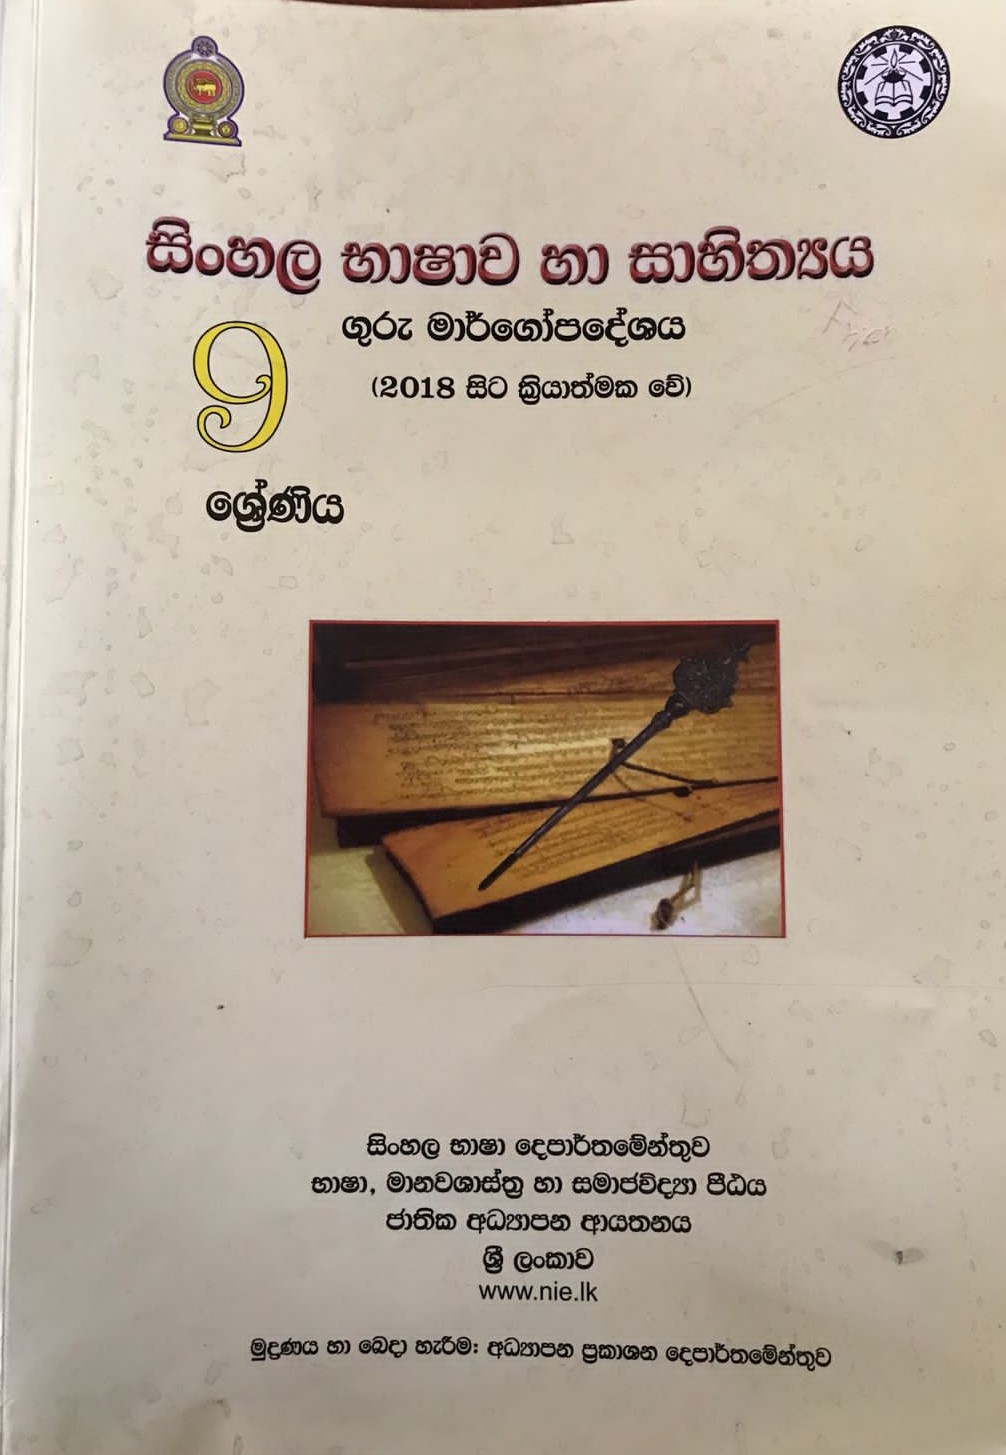 සිංහල භාෂාව හා සාහිත්‍යය
ගුරු මාර්ගෝපදේශය
9
(2018 සිට ක්‍රියාත්මක වේ)
ශ්‍රේණිය
සිංහල භාෂා දෙපාර්තමේන්තුව
භාෂා, මානවශාස්ත්‍ර හා සමාජවිද්‍යා පීඨය
ජාතික අධ්‍යාපන ආයතනය
ශ්‍රී ලංකාව
www.nie.lk
මුද්‍රණය හා බෙදා හැරීම: අධ්‍යාපන ප්‍රකාශන දෙපාර්තමේන්තුව